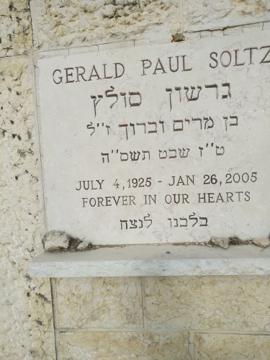 GERALD PAUL SOLTZ
גרשון סולץ
בן מרים וברוך ז''ל
ט''ז שבט תשס''ה
JULY 4, 1925 - JAN 26, 2005
FOREVER IN OUR HEARTS
בלבנו לנצח